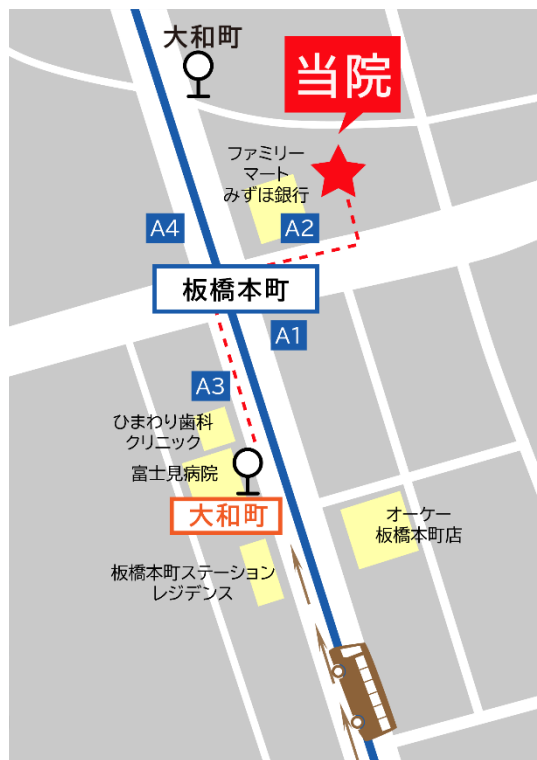 大和町
当院
ファミリー
マート
みずほ銀行
A4
A2
板橋本町
A1
A3
ひまわり歯科
クリニック
富士見病院
大和町
オーケー
板橋本町店
板橋本町ステーション
レジデンス